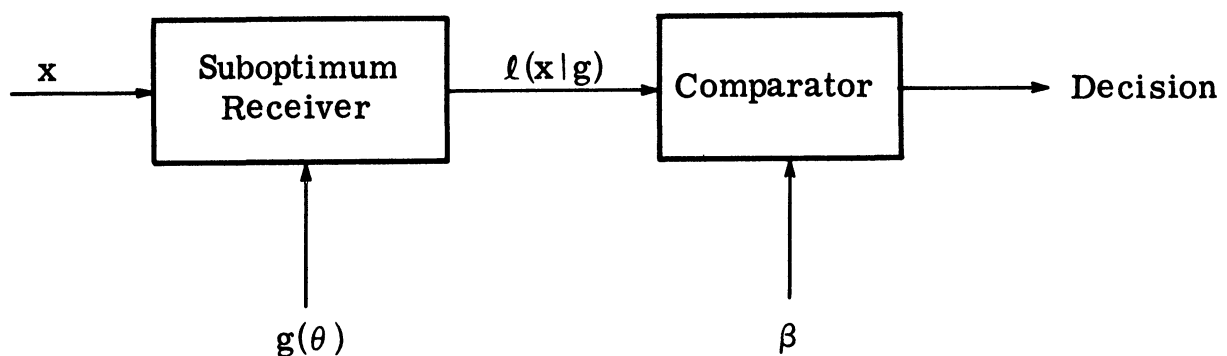 x
Suboptimum
Receiver
ℓ(x|g)
Comparator
Decision
g(θ)
β